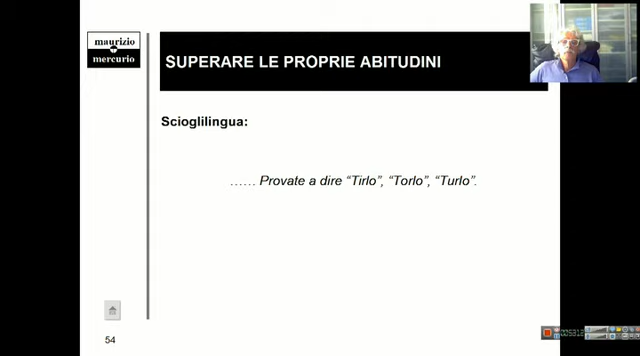 maurizio
mercurio
SUPERARE LE PROPRIE ABITUDINI
Scioglilingua:
...... Provate a dire “Tirlo”, “Torlo”, “Turlo”.
54